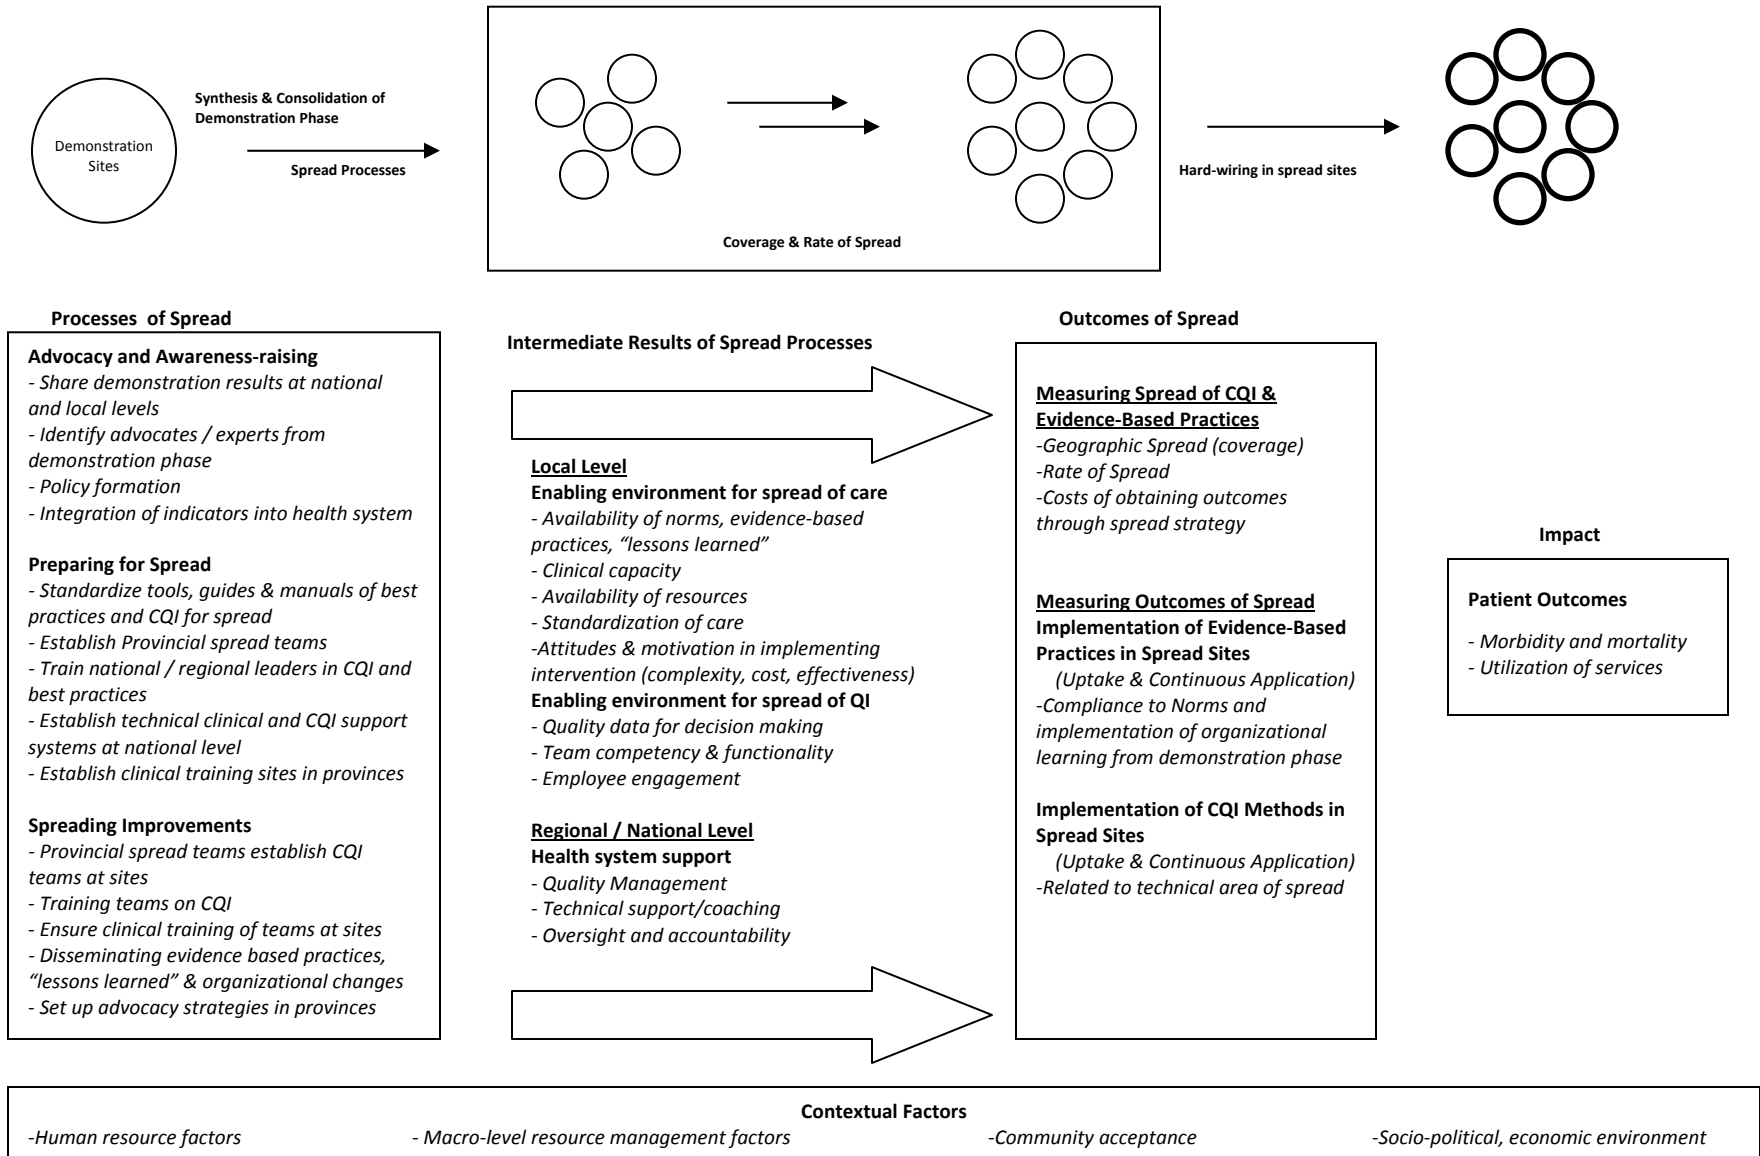 Demonstration
Sites
Synthesis & Consolidation of
Demonstration Phase
Spread Processes
Coverage & Rate of Spread
Hard-wiring in spread sites
Processes of Spread
Advocacy and Awareness-raising
- Share demonstration results at national
and local levels
- Identify advocates / experts from
demonstration phase
- Policy formation
- Integration of indicators into health system
Preparing for Spread
- Standardize tools, guides & manuals of best
practices and CQI for spread
- Establish Provincial spread teams
- Train national / regional leaders in CQI and
best practices
- Establish technical clinical and CQI support
systems at national level
- Establish clinical training sites in provinces
Spreading Improvements
- Provincial spread teams establish CQI
teams at sites
- Training teams on CQI
- Ensure clinical training of teams at sites
- Disseminating evidence based practices,
“lessons learned” & organizational changes
- Set up advocacy strategies in provinces
Intermediate Results of Spread Processes
Local Level
Enabling environment for spread of care
- Availability of norms, evidence-based
practices, “lessons learned”
- Clinical capacity
- Availability of resources
- Standardization of care
-Attitudes & motivation in implementing
intervention (complexity, cost, effectiveness)
Enabling environment for spread of QI
- Quality data for decision making
- Team competency & functionality
- Employee engagement
Regional / National Level
Health system support
- Quality Management
- Technical support/coaching
- Oversight and accountability
Outcomes of Spread
Measuring Spread of CQI &
Evidence-Based Practices
-Geographic Spread (coverage)
-Rate of Spread
-Costs of obtaining outcomes
through spread strategy
Measuring Outcomes of Spread
Implementation of Evidence-Based
Practices in Spread Sites
(Uptake & Continuous Application)
-Compliance to Norms and
implementation of organizational
learning from demonstration phase
Implementation of CQI Methods in
Spread Sites
(Uptake & Continuous Application)
-Related to technical area of spread
Impact
Patient Outcomes
- Morbidity and mortality
- Utilization of services
Contextual Factors
-Human resource factors
- Macro-level resource management factors
-Community acceptance
-Socio-political, economic environment